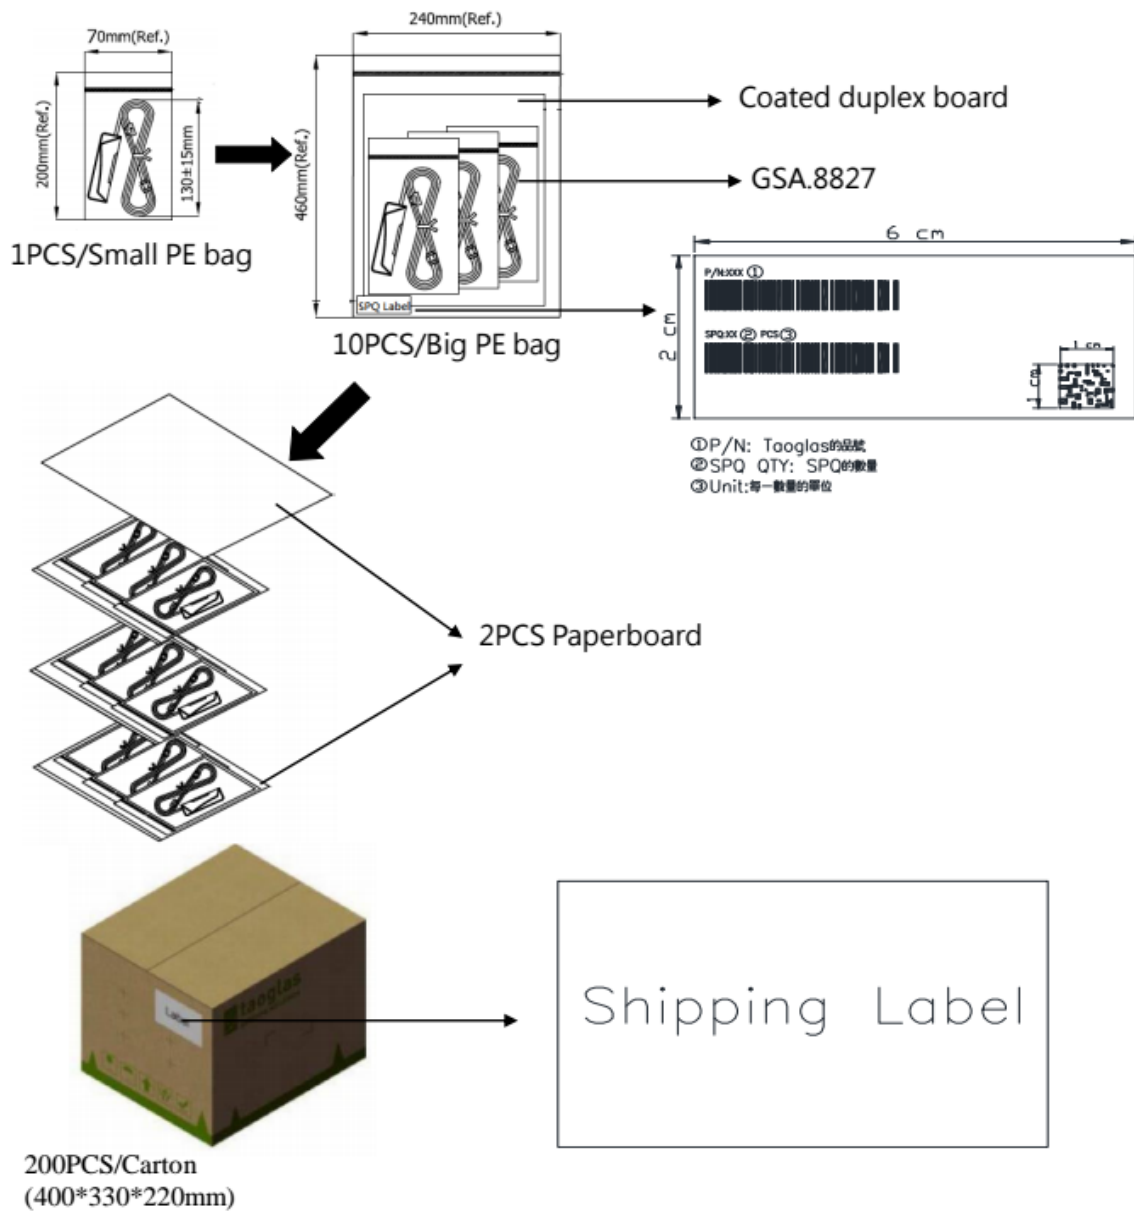 70mm(Ref.)
200mm(Ref.)
130±15mm
1PCS/Small PE bag
240mm(Ref.)
460mm(Ref.)
SPQ Label
10PCS/Big PE bag
Coated duplex board
GSA.8827
6 cm
2 cm
P/N:XXX ①
SPQ:XX ② PCS③
1 cm
1 cm
①P/N: Taoglas的品號
②SPQ QTY: SPQ的數量
③Unit:每一數量的單位
2PCS Paperboard
taoglas
Label
Shipping Label
200PCS/Carton
(400*330*220mm)